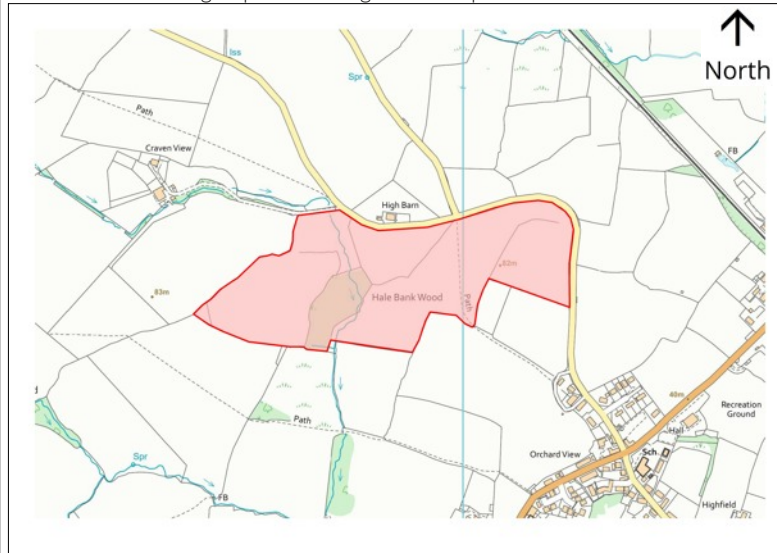 North
Iss
Spr
Path
Craven View
FB
High Barn
83m
82m
Hale Bank Wood
Path
40m
Recreation
Ground
Hall
Path
Orchard View
Sch
Spr
FB
Highfield